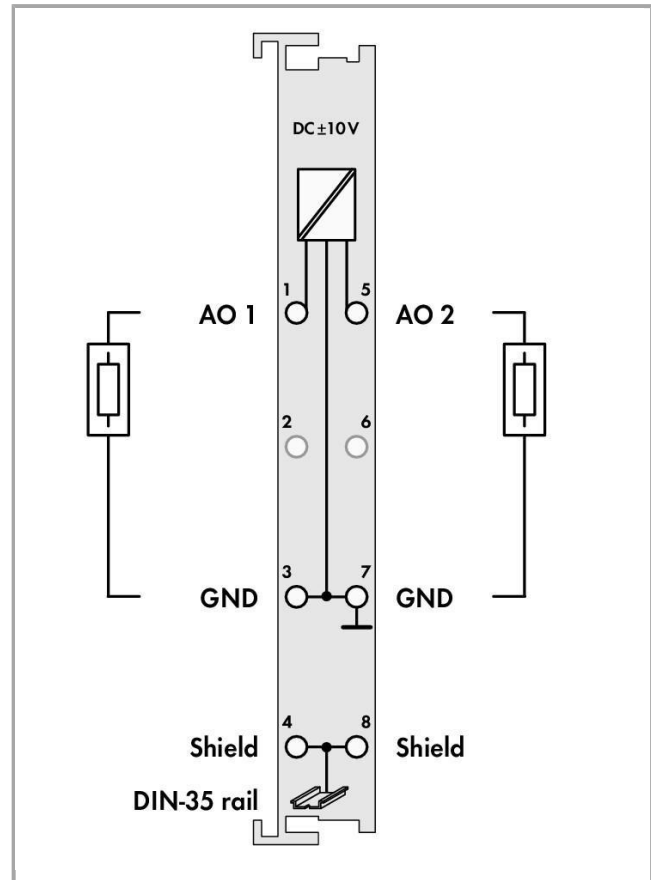 DC±10V
1 5
AO 1 AO 2
2 6
3 7
GND GND
4 8
Shield Shield
DIN-35 rail